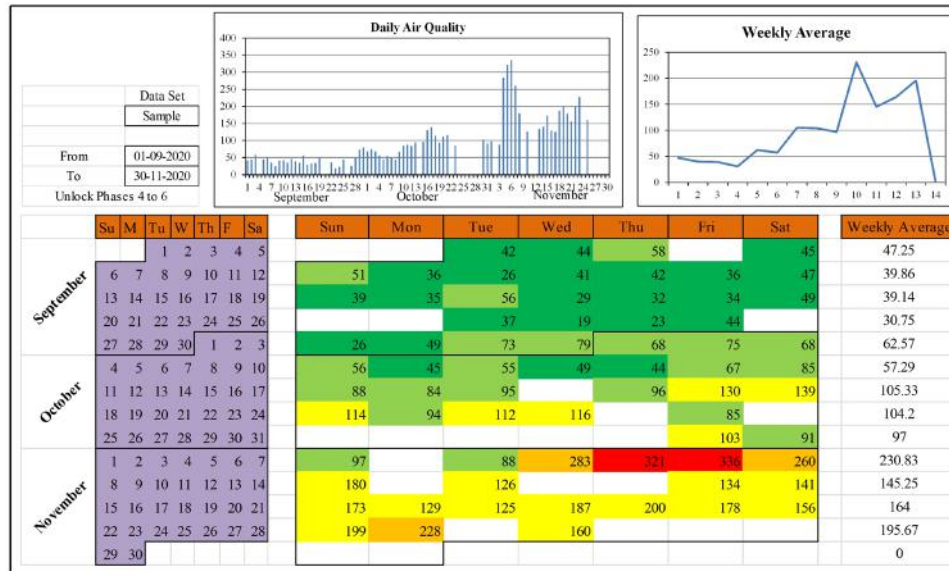 Daily Air Quality
400
350
300
250
200
150
100
50
0
1 4 7 10 13 16 19 22 25 28 1 4 7 10 13 16 19 22 25 28 31 3 6 9 12 15 18 21 24 27 30
September October November
Weekly Average
250
200
150
100
50
0
1 2 3 4 5 6 7 8 9 10 11 12 13 14
Data Set
Sample
From 01-09-2020
To 30-11-2020
Unlock Phases 4 to 6
Su M Tu W Th F Sa Sun Mon Tue Wed Thu Fri Sat Weekly Average
September
1 2 3 4 5 42 44 58 45 47.25
6 7 8 9 10 11 12 51 36 26 41 42 36 47 39.86
13 14 15 16 17 18 19 39 35 56 29 32 34 49 39.14
20 21 22 23 24 25 26 37 19 23 44 30.75
27 28 29 30 1 2 3 26 49 73 79 68 75 68 62.57
October
4 5 6 7 8 9 10 56 45 55 49 44 67 85 57.29
11 12 13 14 15 16 17 88 84 95 96 130 139 105.33
18 19 20 21 22 23 24 114 94 112 116 85 104.2
25 26 27 28 29 30 31 103 91 97
November
1 2 3 4 5 6 7 97 88 283 321 336 260 230.83
8 9 10 11 12 13 14 180 126 134 141 145.25
15 16 17 18 19 20 21 173 129 125 187 200 178 156 164
22 23 24 25 26 27 28 199 228 160 195.67
29 30 0